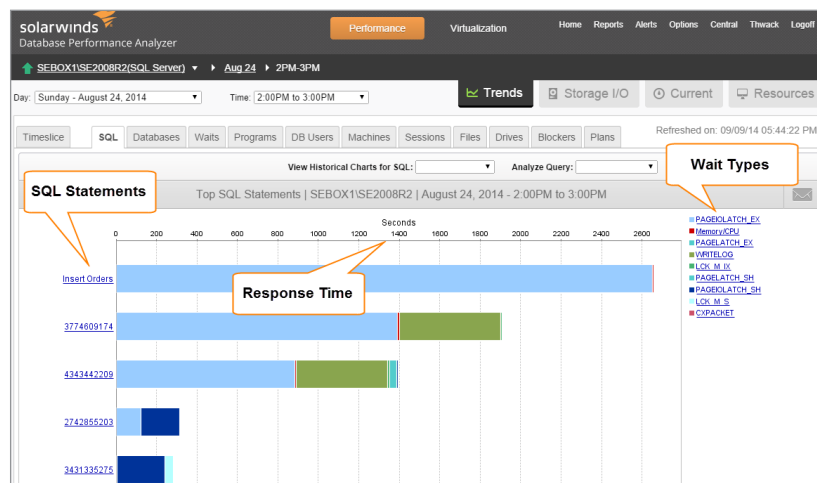 solarwinds
Database Performance Analyzer
Performance Virtualization Home Reports Alerts Options Central Thwack Logoff
SEBOX1\SE2008R2(SQL Server) Aug 24 2PM-3PM
Day: Sunday - August 24, 2014 Time: 2:00PM to 3:00PM Trends Storage I/O Current Resources
Timeslice SQL Databases Waits Programs DB Users Machines Sessions Files Drives Blockers Plans Refreshed on: 09/09/14 05:44:22 PM
View Historical Charts for SQL: Analyze Query:
Wait Types
SQL Statements
Top SQL Statements | SEBOX1\SE2008R2 | August 24, 2014 - 2:00PM to 3:00PM
Seconds
0 200 400 600 800 1000 1200 1400 1600 1800 2000 2200 2400 2600
PAGEIOLATCH_EX
Memory/CPU
PAGELATCH_EX
WRITELOG
LCK_M_IX
PAGELATCH_SH
PAGEIOLATCH_SH
LCK_M_S
CXPACKET
Insert Orders
Response Time
3774609174
4343442209
2742855203
3431335275